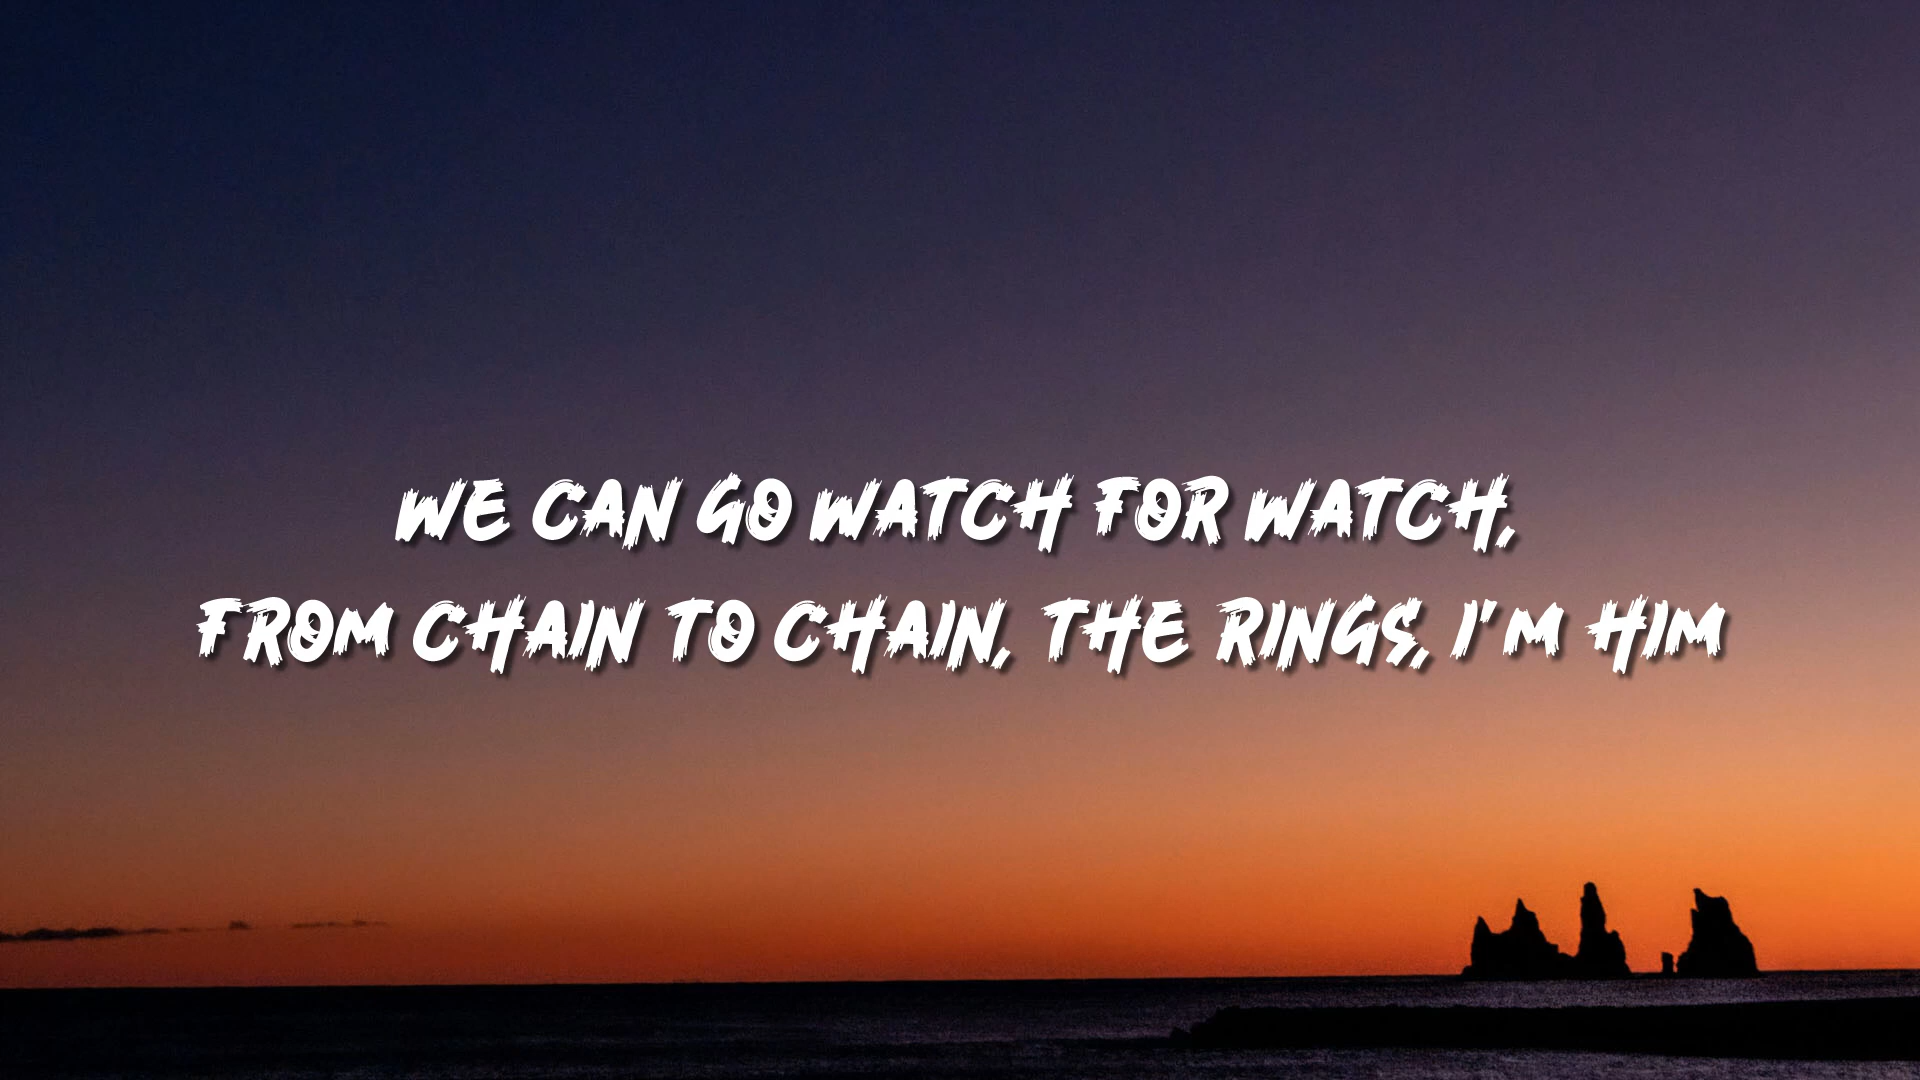 WE CAN GO WATCH FOR WATCH,
FROM CHAIN TO CHAIN, THE RINGS, I'M HIM